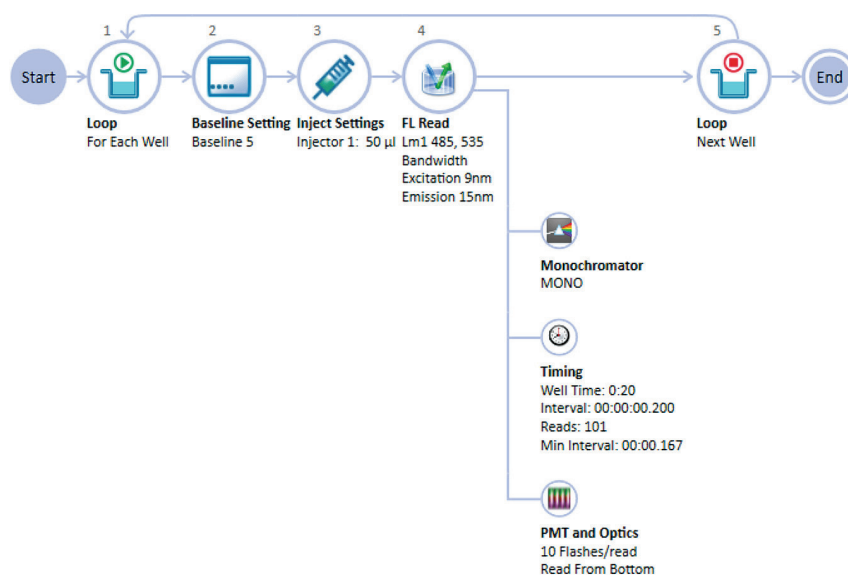 1
2
3
4
5
Start
End
Loop
For Each Well
Baseline Setting
Baseline 5
Inject Settings
Injector 1:  50 µl
FL Read
Lm1 485, 535
Bandwidth
Excitation 9nm
Emission 15nm
Loop
Next Well
Monochromator
MONO
Timing
Well Time: 0:20
Interval: 00:00:00.200
Reads: 101
Min Interval: 00:00.167
PMT and Optics
10 Flashes/read
Read From Bottom